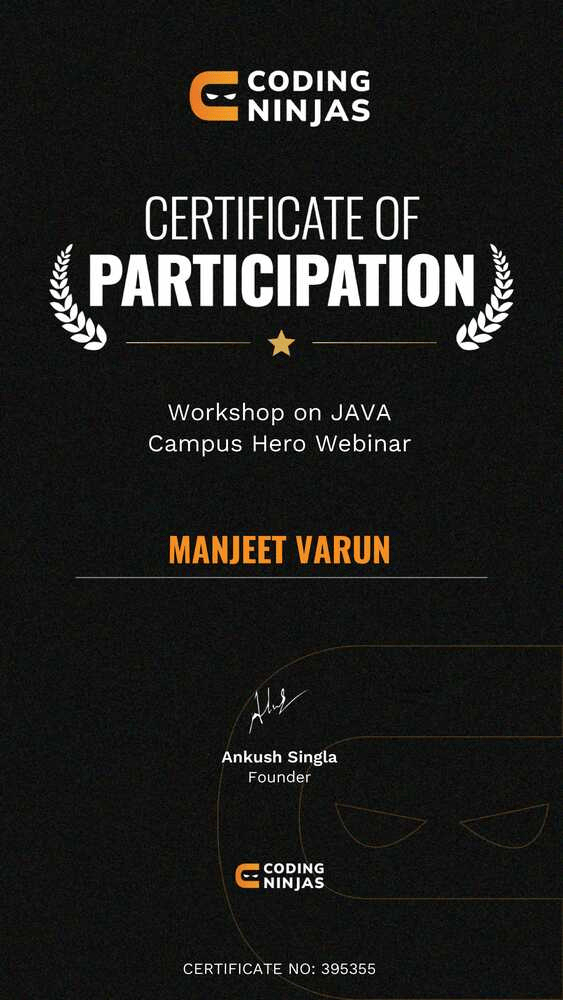 CODING
NINJAS
CERTIFICATE OF
PARTICIPATION
Workshop on JAVA
Campus Hero Webinar
MANJEET VARUN
Ankush Singla
Founder
CODING
NINJAS
CERTIFICATE NO: 395355